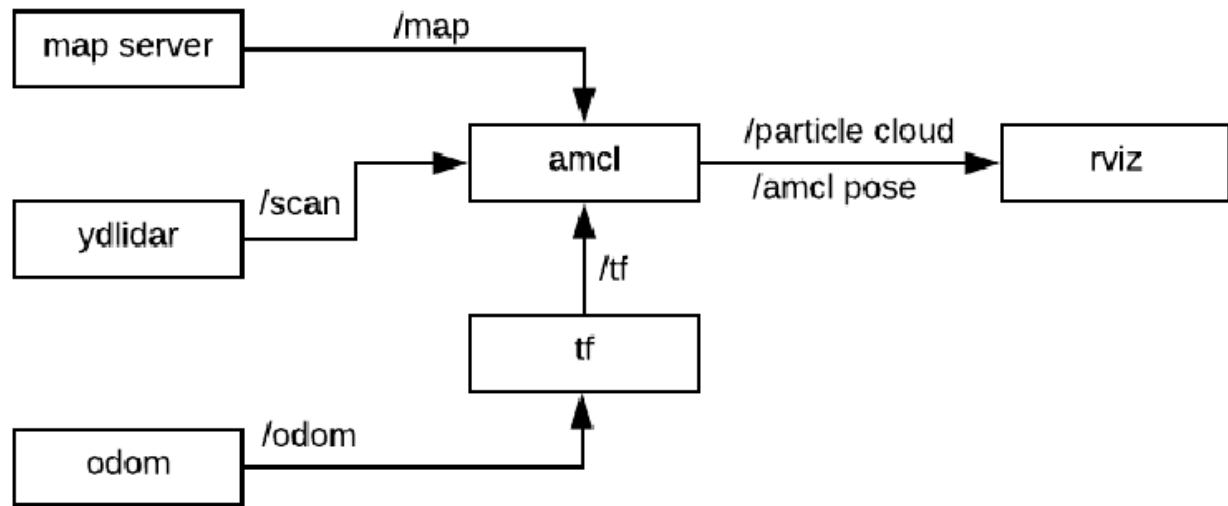 map server
/map
amcl
/particle cloud
/amcl pose
rviz
ydlidar
/scan
/tf
tf
odom
/odom